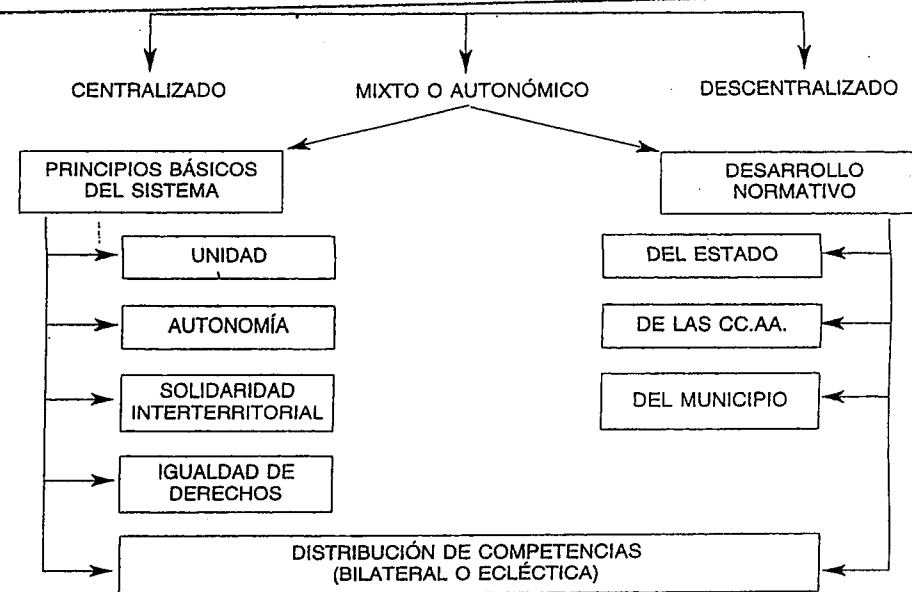 CENTRALIZADO
MIXTO O AUTONÓMICO
DESCENTRALIZADO
PRINCIPIOS BÁSICOS
DEL SISTEMA
DESARROLLO
NORMATIVO
UNIDAD
DEL ESTADO
AUTONOMÍA
DE LAS CC.AA.
SOLIDARIDAD
INTERTERRITORIAL
DEL MUNICIPIO
IGUALDAD DE
DERECHOS
DISTRIBUCIÓN DE COMPETENCIAS
(BILATERAL O ECLÉCTICA)